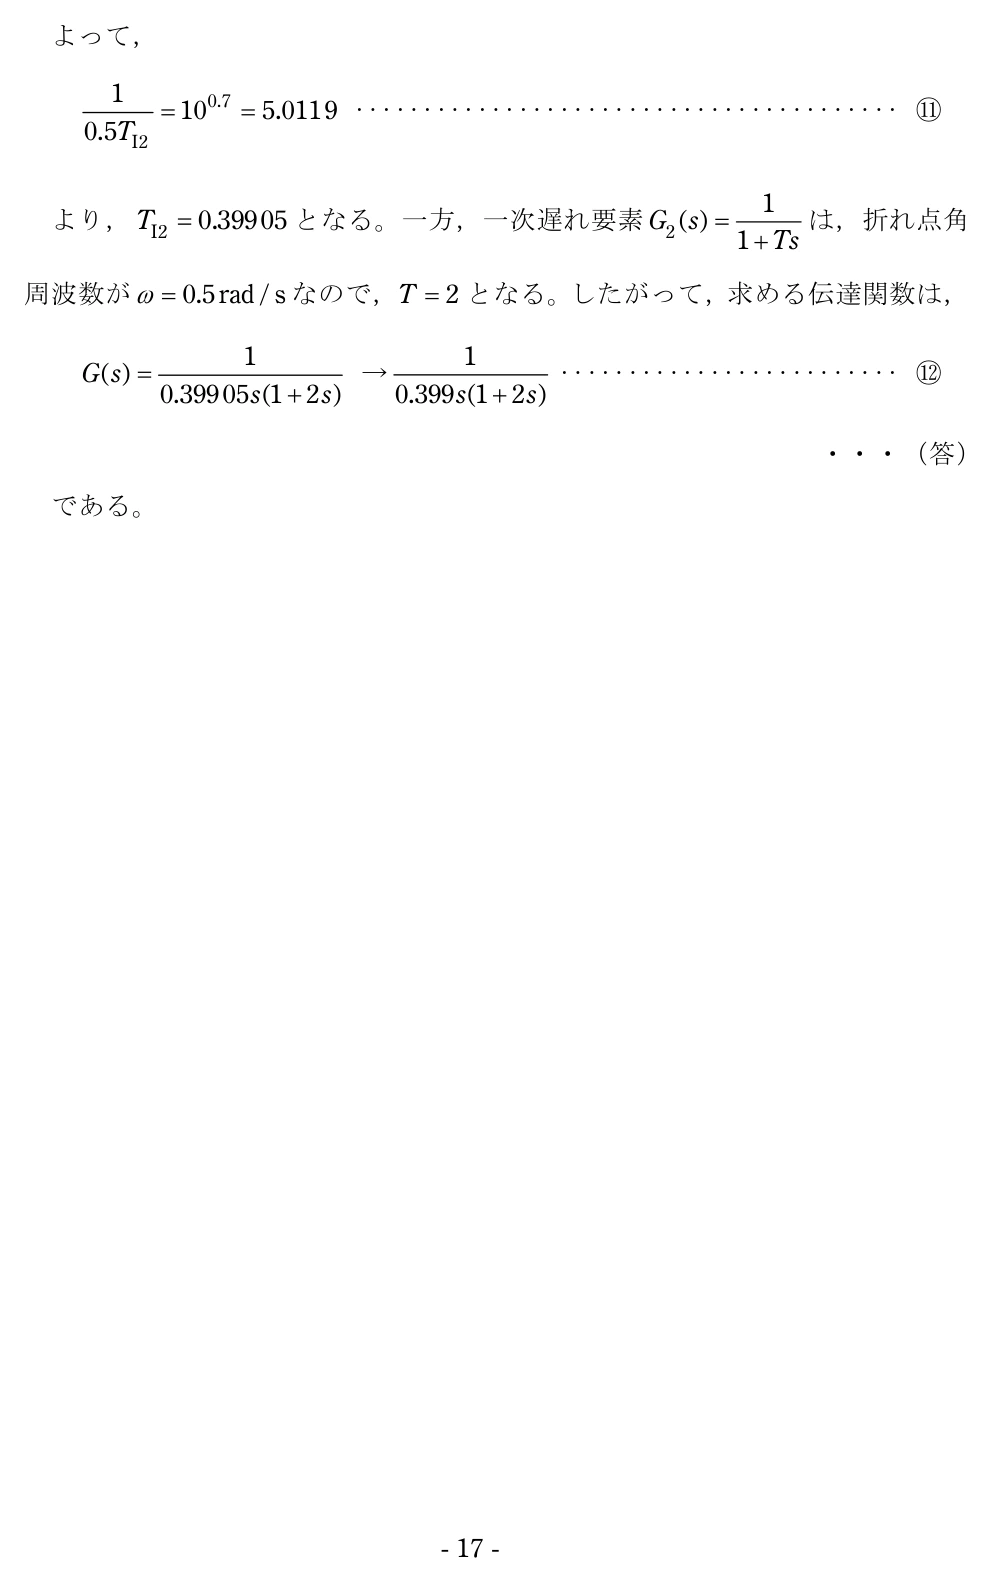 よって，
1/(0.5T_I2) = 10^0.7 = 5.0119 ･･････････････････････････････････････ ⑪
より， T_I2 = 0.39905 となる。一方，一次遅れ要素 G_2(s) = 1/(1+Ts) は，折れ点角
周波数が ω = 0.5 rad / s なので， T = 2 となる。したがって，求める伝達関数は，
G(s) = 1/(0.39905s(1+2s)) → 1/(0.399s(1+2s)) ･････････････････････････ ⑫
・・・（答）
である。
- 17 -